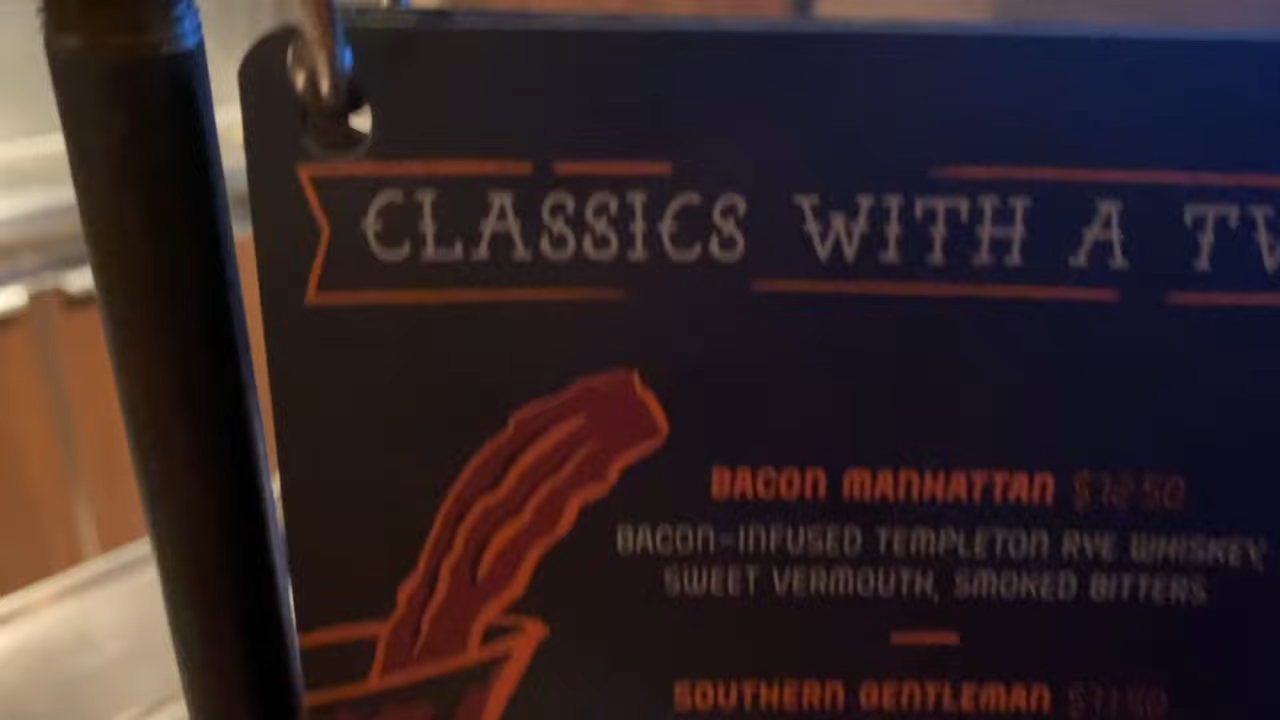 CLASSICS WITH A TW
BACON MANHATTAN $12.50
BACON-INFUSED TEMPLETON RYE WHISKEY,
SWEET VERMOUTH, SMOKED BITTERS
SOUTHERN GENTLEMAN $11.50